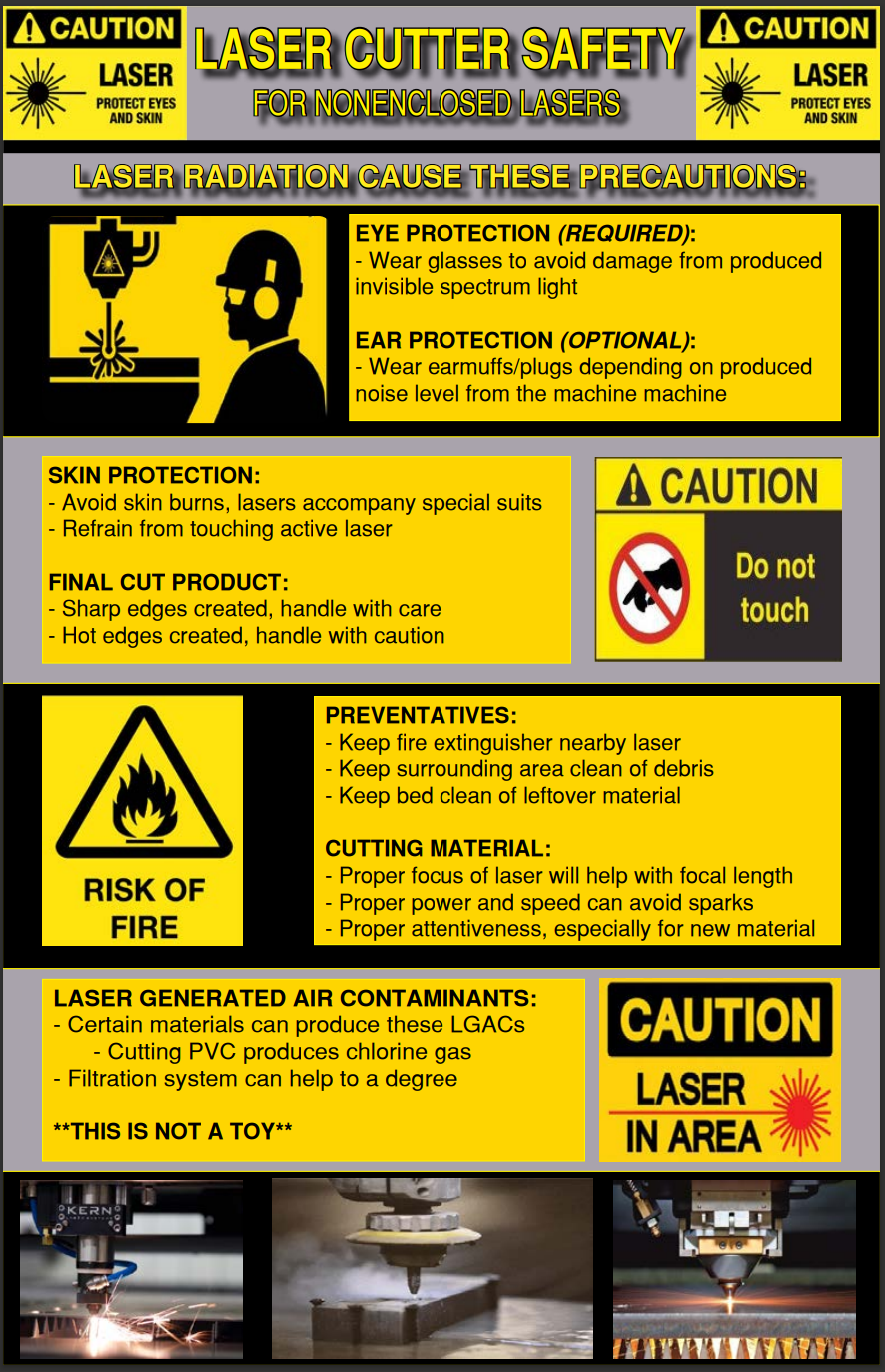 CAUTION
LASER
PROTECT EYES
AND SKIN
LASER CUTTER SAFETY
FOR NONENCLOSED LASERS
CAUTION
LASER
PROTECT EYES
AND SKIN
LASER RADIATION CAUSE THESE PRECAUTIONS:
EYE PROTECTION (REQUIRED):
- Wear glasses to avoid damage from produced
invisible spectrum light
EAR PROTECTION (OPTIONAL):
- Wear earmuffs/plugs depending on produced
noise level from the machine machine
SKIN PROTECTION:
- Avoid skin burns, lasers accompany special suits
- Refrain from touching active laser
FINAL CUT PRODUCT:
- Sharp edges created, handle with care
- Hot edges created, handle with caution
CAUTION
Do not
touch
RISK OF
FIRE
PREVENTATIVES:
- Keep fire extinguisher nearby laser
- Keep surrounding area clean of debris
- Keep bed clean of leftover material
CUTTING MATERIAL:
- Proper focus of laser will help with focal length
- Proper power and speed can avoid sparks
- Proper attentiveness, especially for new material
LASER GENERATED AIR CONTAMINANTS:
- Certain materials can produce these LGACs
- Cutting PVC produces chlorine gas
- Filtration system can help to a degree
**THIS IS NOT A TOY**
CAUTION
LASER
IN AREA
KERN